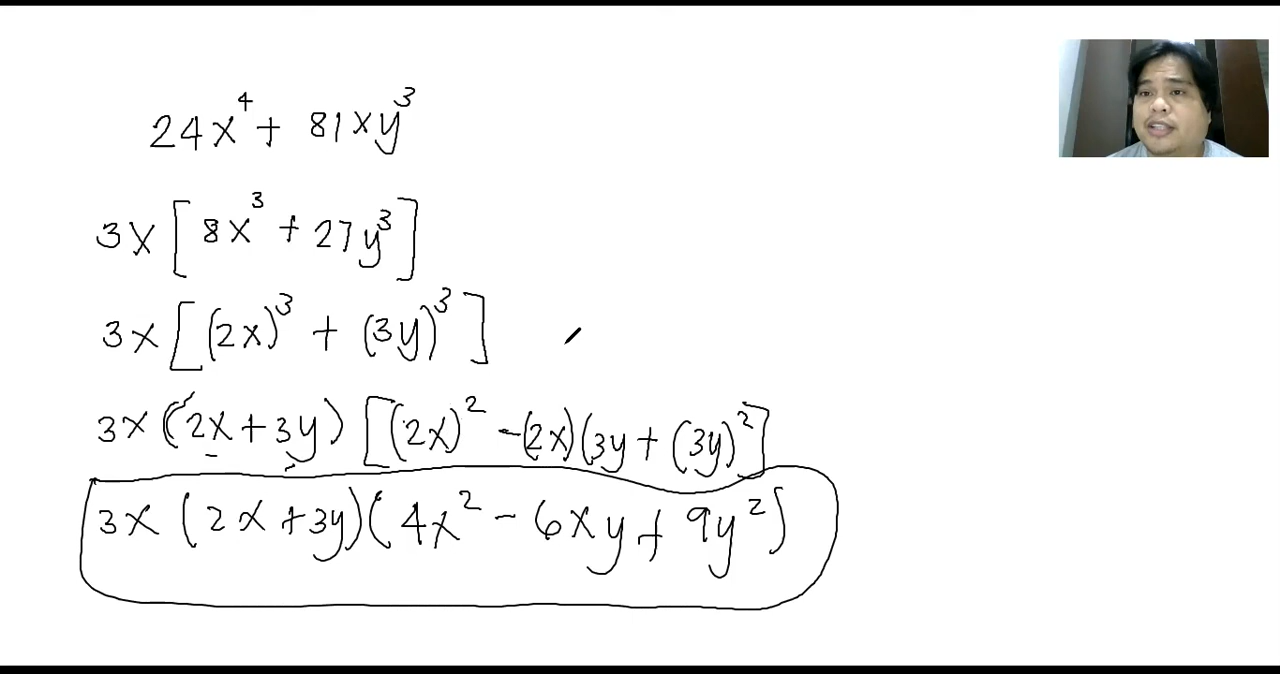 24x⁴ + 81xy³
3x [8x³ + 27y³]
3x [(2x)³ + (3y)³]
3x (2x + 3y) [(2x)² - (2x)(3y + (3y)²]
3x (2x + 3y)(4x² - 6xy + 9y²)